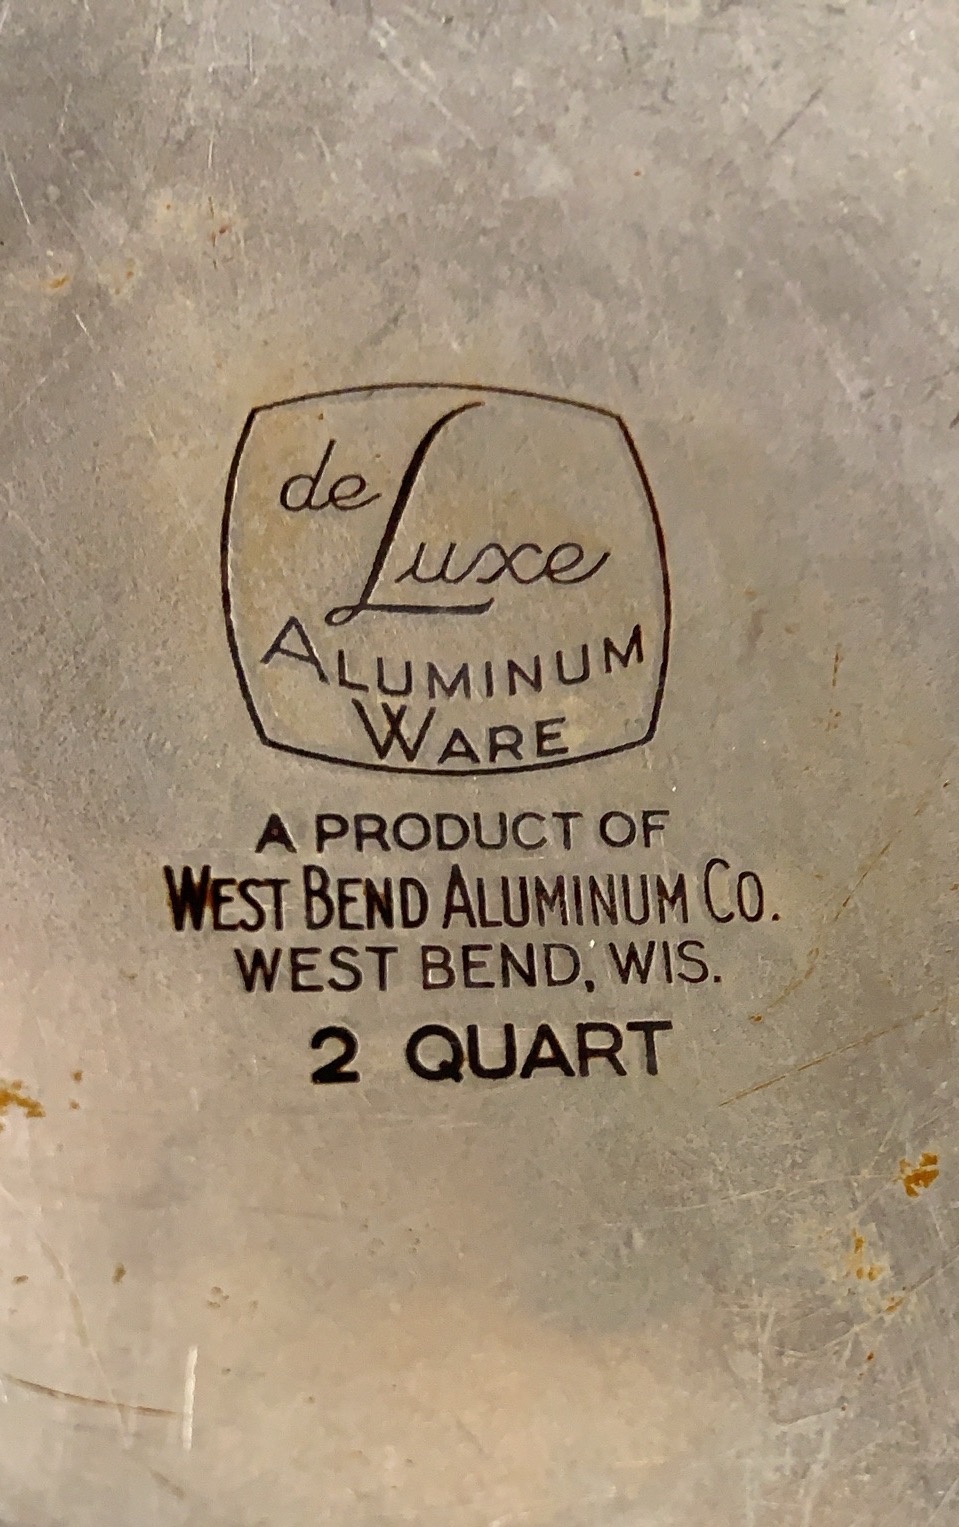 de Luxe
ALUMINUM
WARE
A PRODUCT OF
WEST BEND ALUMINUM CO.
WEST BEND, WIS.
2 QUART